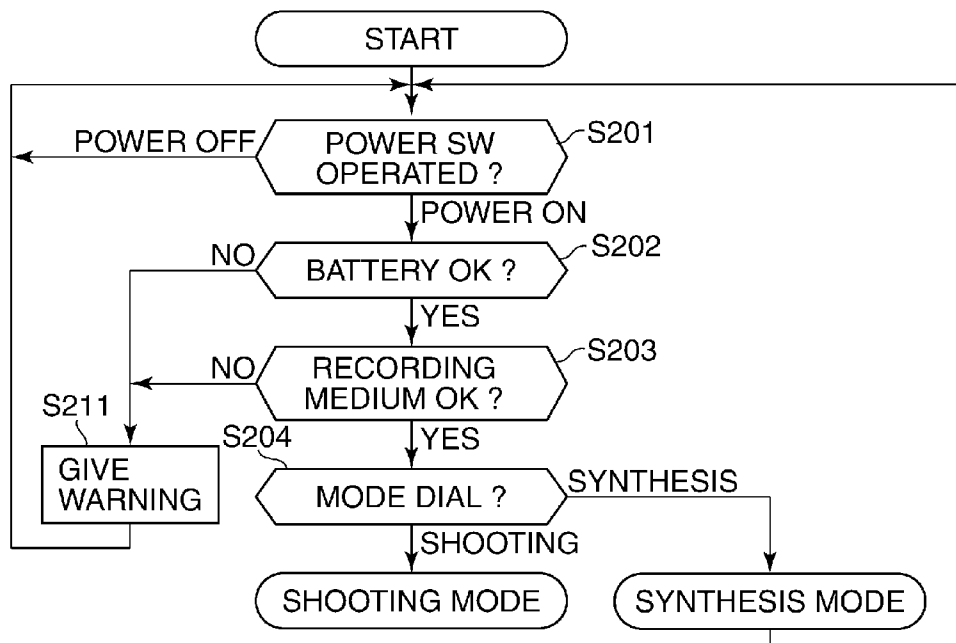 START
POWER OFF
POWER SW
OPERATED ?
S201
POWER ON
NO
BATTERY OK ?
S202
YES
NO
RECORDING
MEDIUM OK ?
S203
S211
YES
S204
GIVE
WARNING
MODE DIAL ?
SYNTHESIS
SHOOTING
SHOOTING MODE
SYNTHESIS MODE